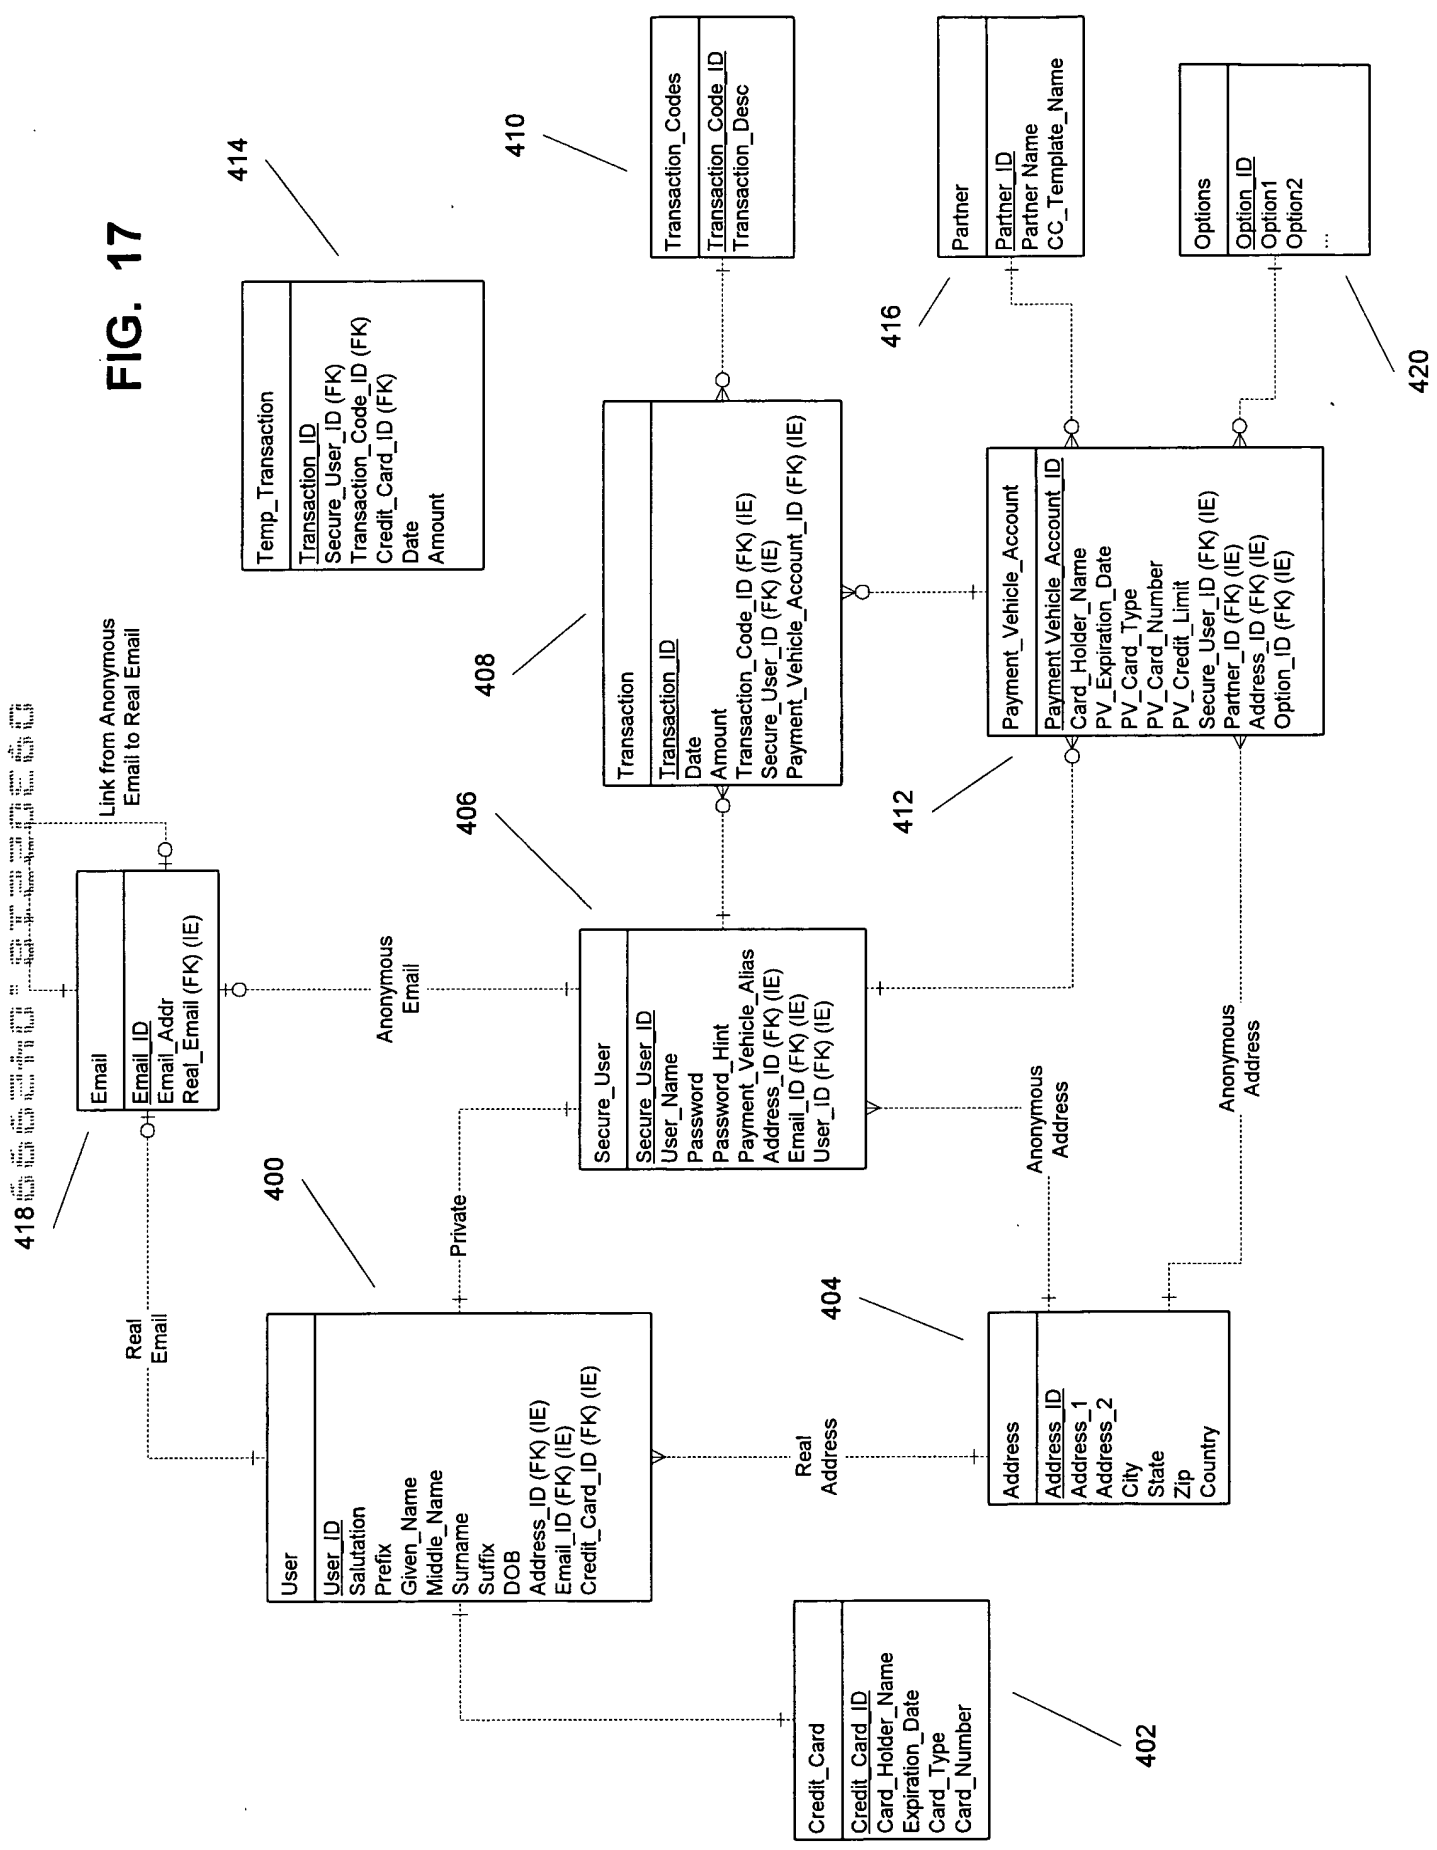 FIG. 17
418
Link from Anonymous
Email to Real Email
Email
Email_ID
Email_Addr
Real_Email (FK) (IE)
414
Temp_Transaction
Transaction_ID
Secure_User_ID (FK)
Transaction_Code_ID (FK)
Credit_Card_ID (FK)
Date
Amount
Real
Email
Anonymous
Email
400
User
User_ID
Salutation
Prefix
Given_Name
Middle_Name
Surname
Suffix
DOB
Address_ID (FK) (IE)
Email_ID (FK) (IE)
Credit_Card_ID (FK) (IE)
Private
406
Secure_User
Secure_User_ID
User_Name
Password
Password_Hint
Payment_Vehicle_Alias
Address_ID (FK) (IE)
Email_ID (FK) (IE)
User_ID (FK) (IE)
408
Transaction
Transaction_ID
Date
Amount
Transaction_Code_ID (FK) (IE)
Secure_User_ID (FK) (IE)
Payment_Vehicle_Account_ID (FK) (IE)
410
Transaction_Codes
Transaction_Code_ID
Transaction_Desc
402
Credit_Card
Credit_Card_ID
Card_Holder_Name
Expiration_Date
Card_Type
Card_Number
Real
Address
404
Address
Address_ID
Address_1
Address_2
City
State
Zip
Country
Anonymous
Address
Anonymous
Address
412
Payment_Vehicle_Account
Payment Vehicle_Account_ID
Card_Holder_Name
PV_Expiration_Date
PV_Card_Type
PV_Card_Number
PV_Credit_Limit
Secure_User_ID (FK) (IE)
Partner_ID (FK) (IE)
Address_ID (FK) (IE)
Option_ID (FK) (IE)
416
Partner
Partner_ID
Partner Name
CC_Template_Name
420
Options
Option_ID
Option1
Option2
...